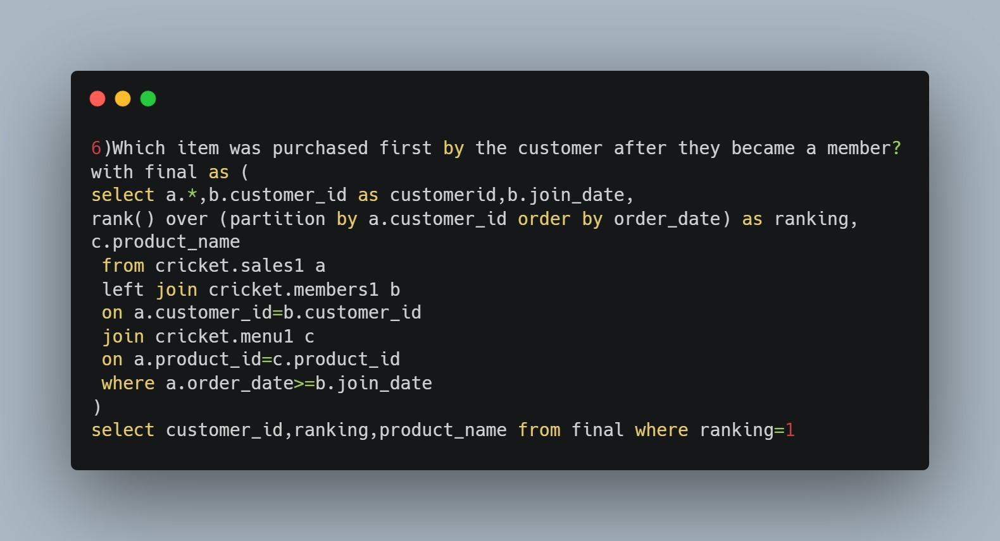 6)Which item was purchased first by the customer after they became a member?
with final as (
select a.*,b.customer_id as customerid,b.join_date,
rank() over (partition by a.customer_id order by order_date) as ranking,
c.product_name
 from cricket.sales1 a
 left join cricket.members1 b
 on a.customer_id=b.customer_id
 join cricket.menu1 c
 on a.product_id=c.product_id
 where a.order_date>=b.join_date
)
select customer_id,ranking,product_name from final where ranking=1